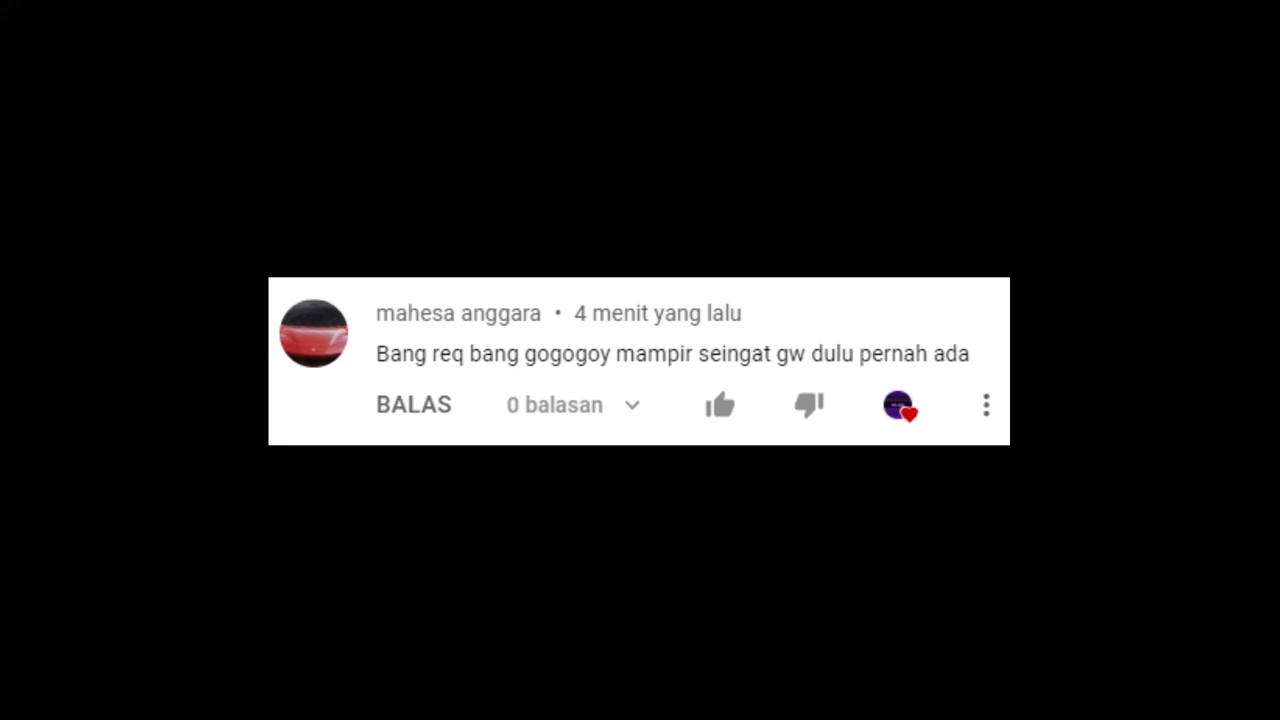 mahesa anggara • 4 menit yang lalu
Bang req bang gogogoy mampir seingat gw dulu pernah ada
BALAS 0 balasan